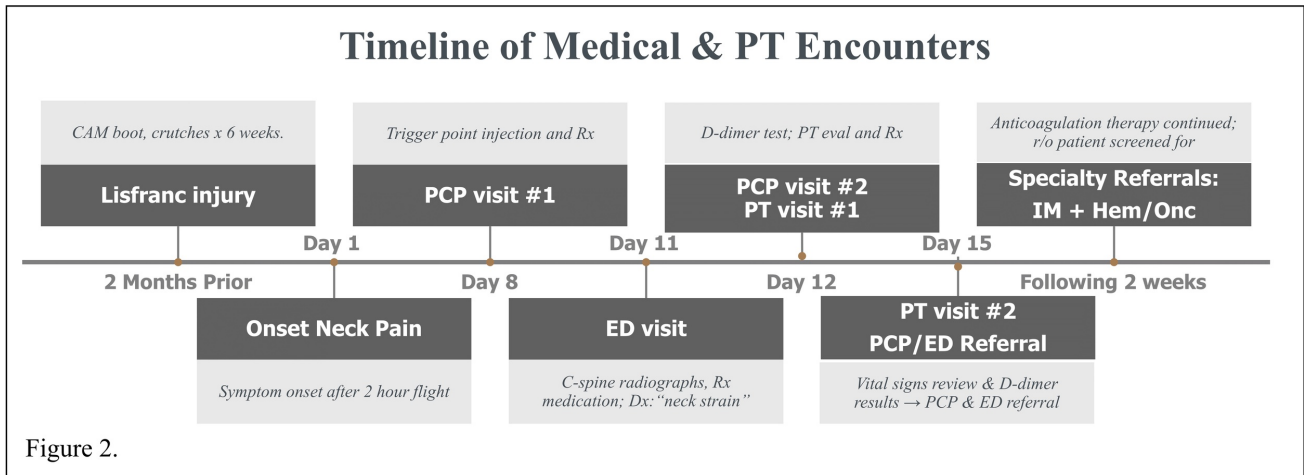 Timeline of Medical & PT Encounters
CAM boot, crutches x 6 weeks.
Lisfranc injury
2 Months Prior
Day 1
Onset Neck Pain
Symptom onset after 2 hour flight
Trigger point injection and Rx
PCP visit #1
Day 8
Day 11
ED visit
C-spine radiographs, Rx
medication; Dx:“neck strain”
D-dimer test; PT eval and Rx
PCP visit #2
PT visit #1
Day 12
Day 15
PT visit #2
PCP/ED Referral
Vital signs review & D-dimer
results → PCP & ED referral
Anticoagulation therapy continued;
r/o patient screened for
Specialty Referrals:
IM + Hem/Onc
Following 2 weeks
Figure 2.